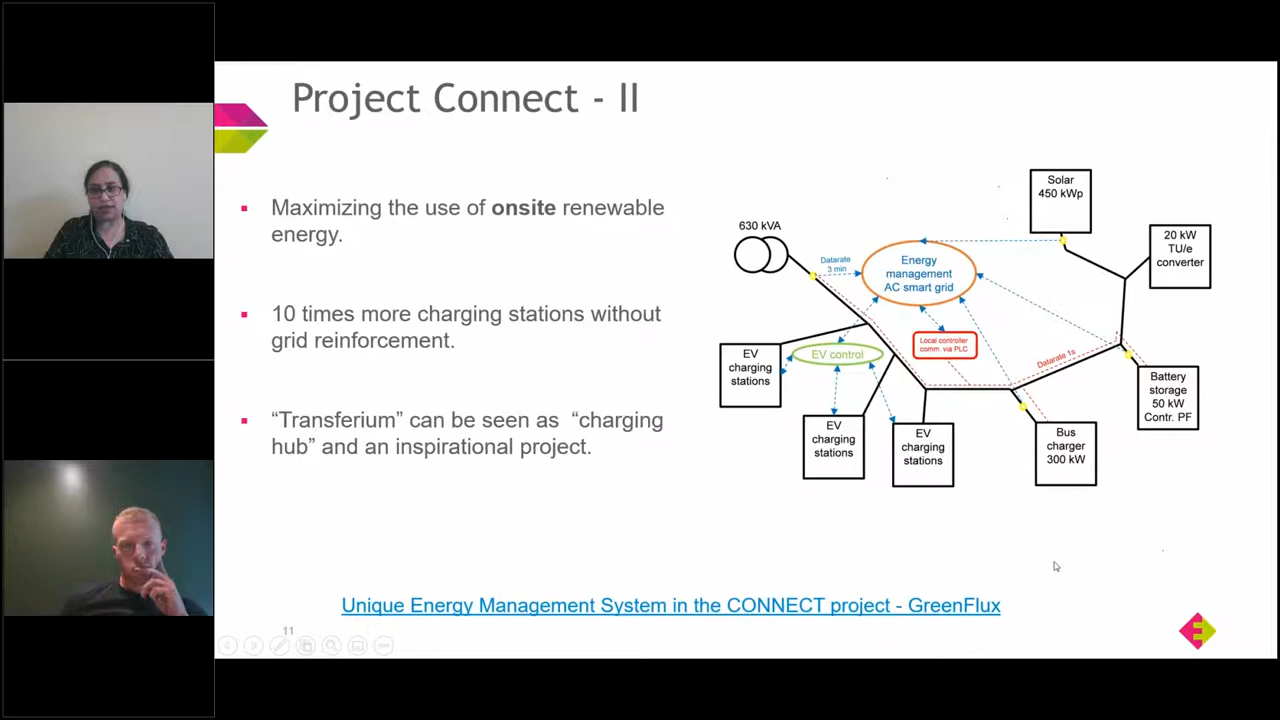 Project Connect - II
▪ Maximizing the use of onsite renewable
energy.
▪ 10 times more charging stations without
grid reinforcement.
▪ “Transferium” can be seen as “charging
hub” and an inspirational project.
630 kVA
Datarate
3 min
Energy
management
AC smart grid
Solar
450 kWp
20 kW
TU/e
converter
EV
charging
stations
EV control
Local controller
comm. via PLC
Datarate 1s
EV
charging
stations
EV
charging
stations
Bus
charger
300 kW
Battery
storage
50 kW
Contr. PF
Unique Energy Management System in the CONNECT project - GreenFlux
11